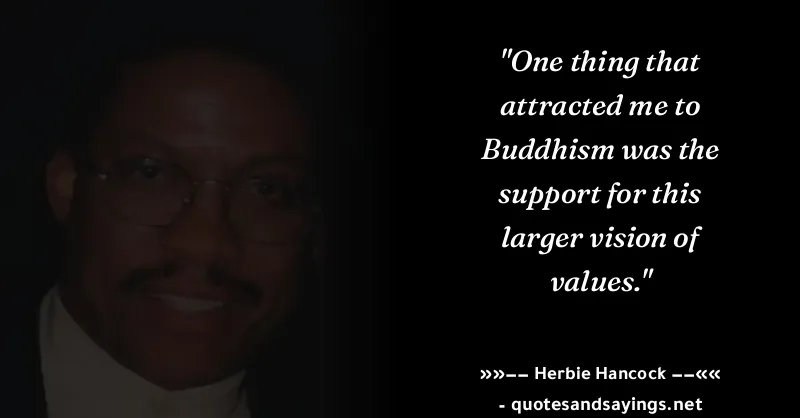 "One thing that
attracted me to
Buddhism was the
support for this
larger vision of
values."
»»−− Herbie Hancock −−««
- quotesandsayings.net